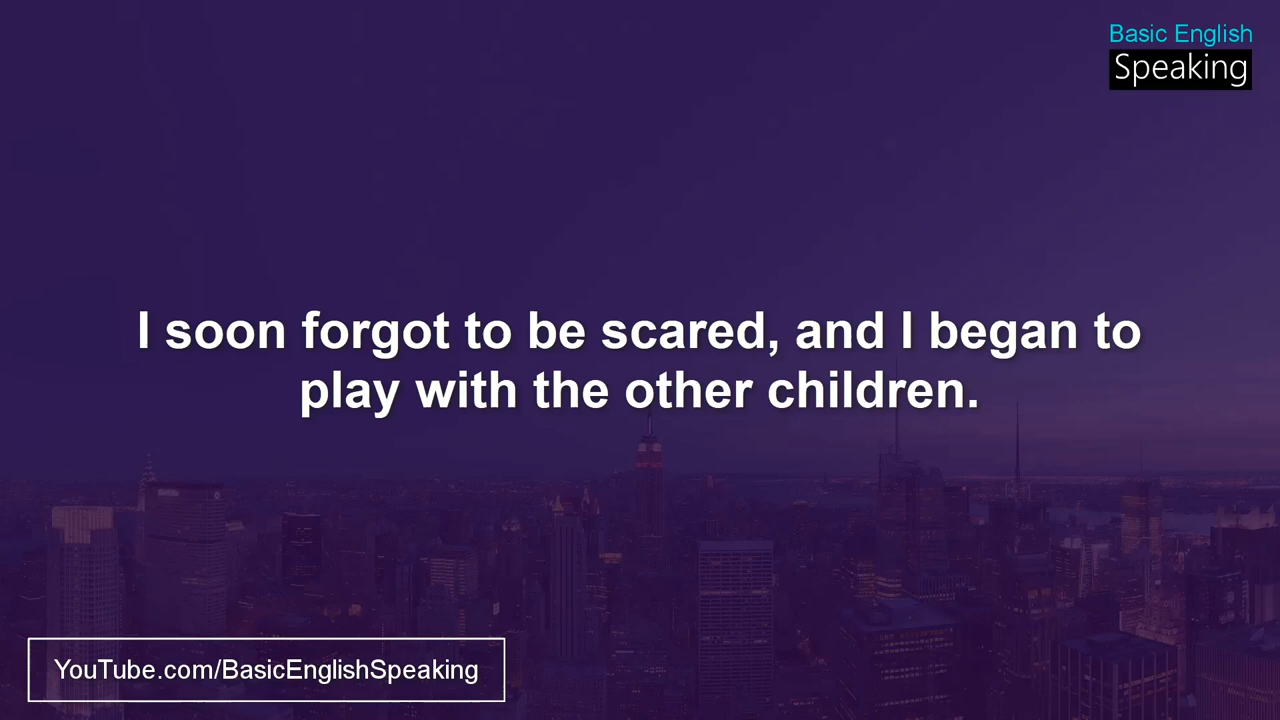 Basic English
Speaking
I soon forgot to be scared, and I began to
play with the other children.
YouTube.com/BasicEnglishSpeaking